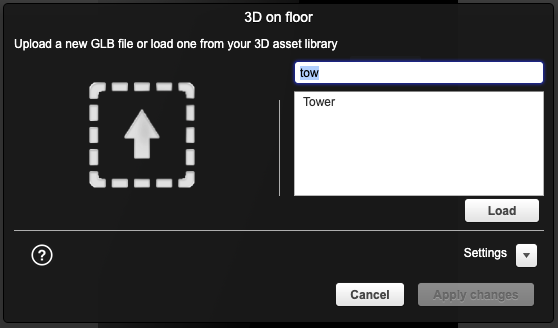 3D on floor
Upload a new GLB file or load one from your 3D asset library
tow
Tower
Load
?
Settings
Cancel
Apply changes